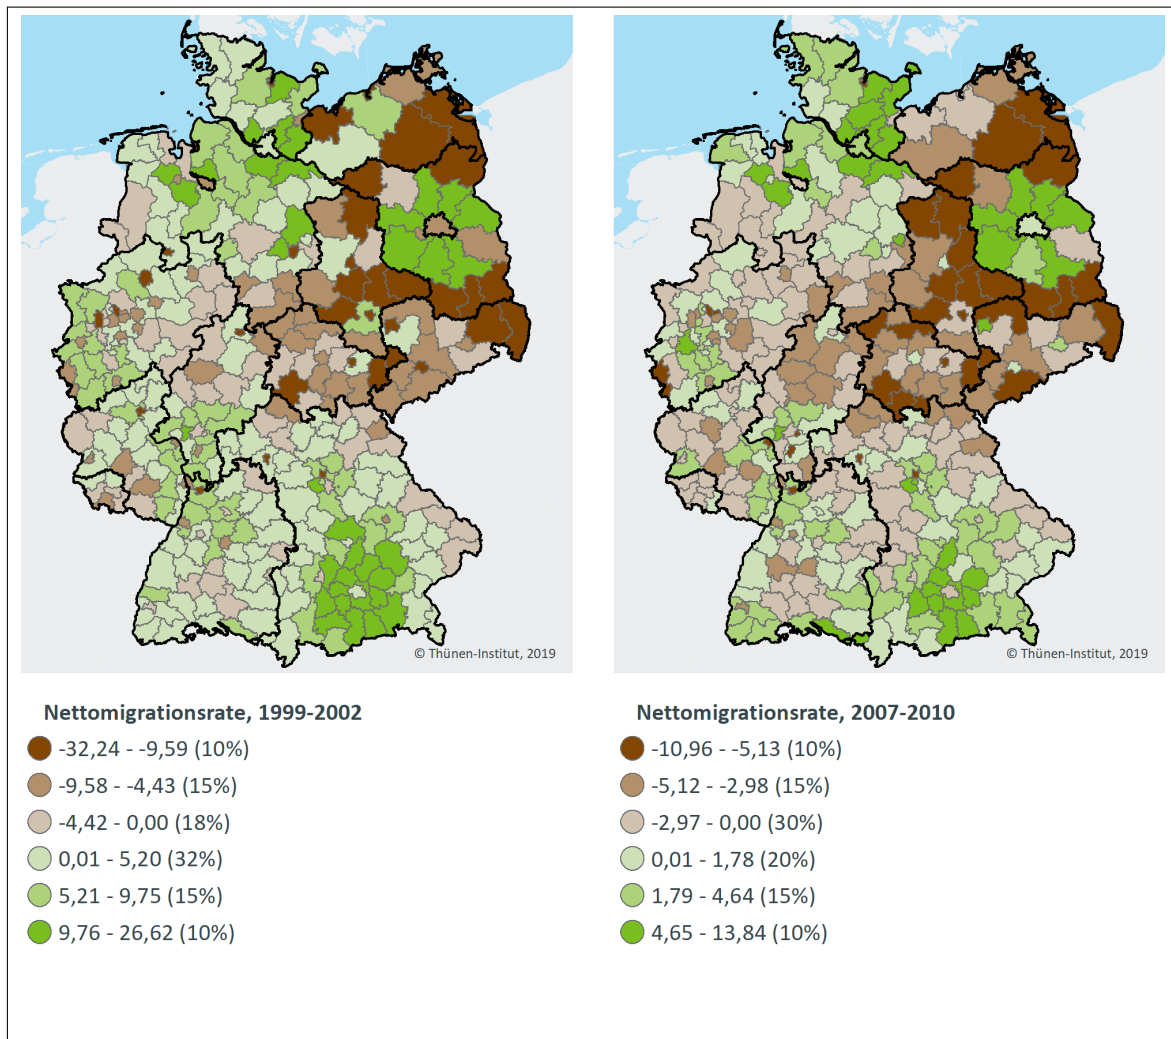 © Thünen-Institut, 2019
Nettomigrationsrate, 1999-2002
-32,24 - -9,59 (10%)
-9,58 - -4,43 (15%)
-4,42 - 0,00 (18%)
0,01 - 5,20 (32%)
5,21 - 9,75 (15%)
9,76 - 26,62 (10%)
© Thünen-Institut, 2019
Nettomigrationsrate, 2007-2010
-10,96 - -5,13 (10%)
-5,12 - -2,98 (15%)
-2,97 - 0,00 (30%)
0,01 - 1,78 (20%)
1,79 - 4,64 (15%)
4,65 - 13,84 (10%)